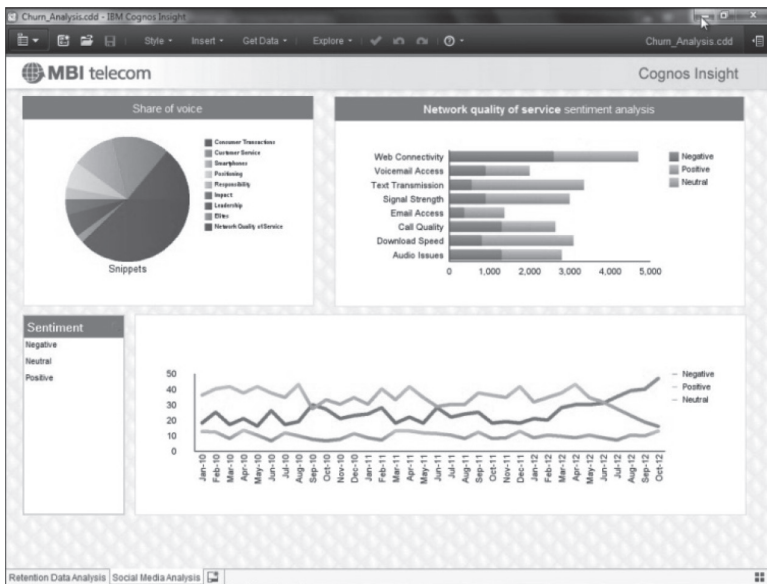 Churn_Analysis.cdd - IBM Cognos Insight
Style
Insert
Get Data
Explore
Churn_Analysis.cdd
MBI telecom
Cognos Insight
Share of voice
Consumer Transactions
Customer Service
Smartphones
Positioning
Responsibility
Impact
Leadership
Elites
Network Quality of Service
Snippets
Network quality of service sentiment analysis
Web Connectivity
Voicemail Access
Text Transmission
Signal Strength
Email Access
Call Quality
Download Speed
Audio Issues
0 1,000 2,000 3,000 4,000 5,000
Negative
Positive
Neutral
Sentiment
Negative
Neutral
Positive
50
40
30
20
10
0
Jan-10 Feb-10 Mar-10 Apr-10 May-10 Jun-10 Jul-10 Aug-10 Sep-10 Oct-10 Nov-10 Dec-10 Jan-11 Feb-11 Mar-11 Apr-11 May-11 Jun-11 Jul-11 Aug-11 Sep-11 Oct-11 Nov-11 Dec-11 Jan-12 Feb-12 Mar-12 Apr-12 May-12 Jun-12 Jul-12 Aug-12 Sep-12 Oct-12
Negative
Positive
Neutral
Retention Data Analysis
Social Media Analysis